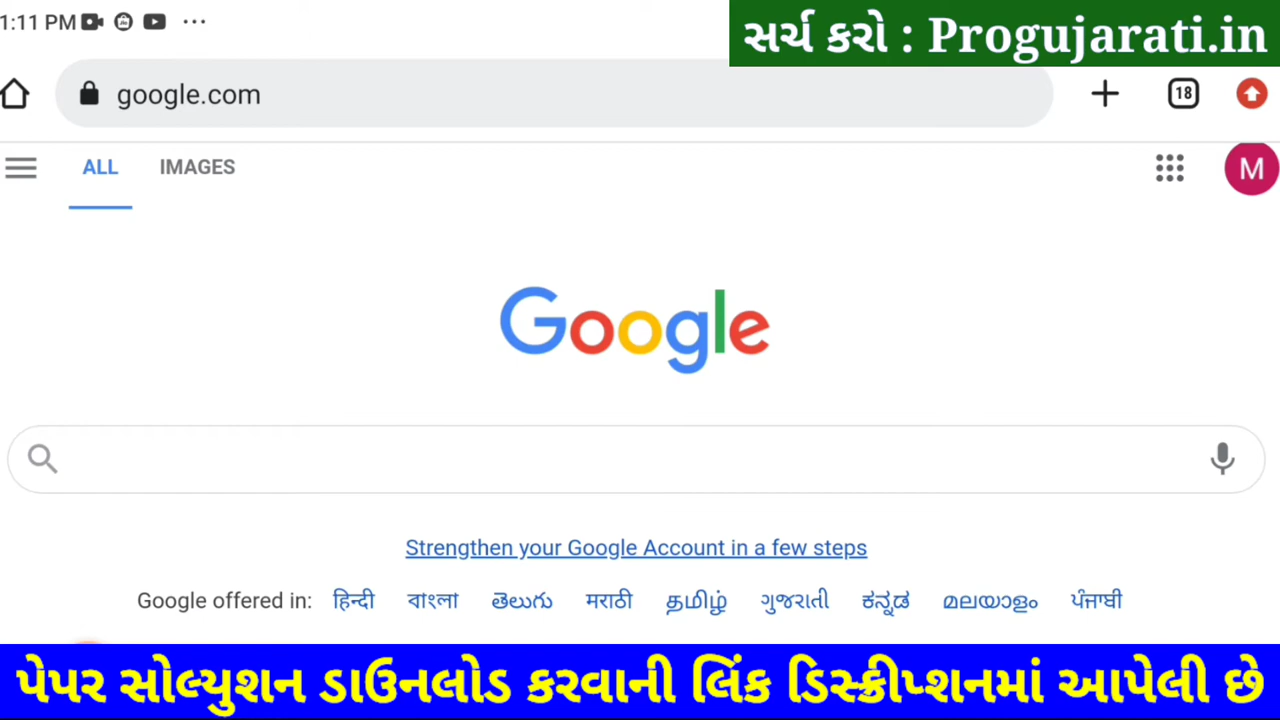 1:11 PM
સર્ચ કરો : Progujarati.in
google.com
18
ALL IMAGES
M
Google
Strengthen your Google Account in a few steps
Google offered in: हिन्दी বাংলা తెలుగు मराठी தமிழ் ગુજરાતી ಕನ್ನಡ മലയാളം ਪੰਜਾਬੀ
પેપર સોલ્યુશન ડાઉનલોડ કરવાની લિંક ડિસ્ક્રીપ્શનમાં આપેલી છે